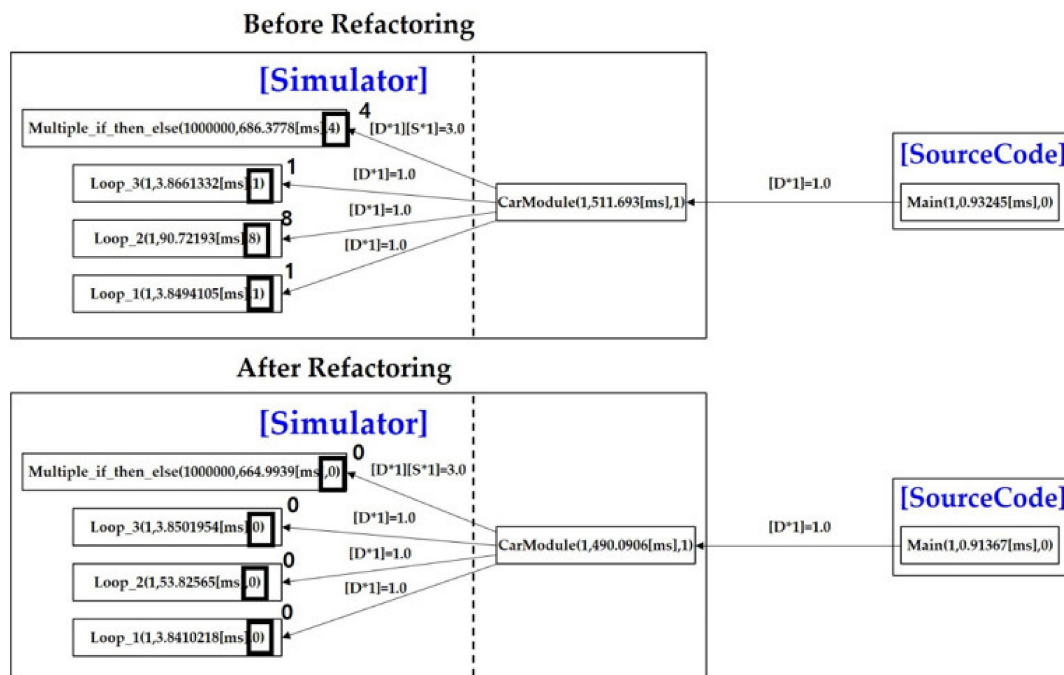 Before Refactoring
[Simulator]
4
Multiple_if_then_else(1000000,686.3778[ms],4)
[D*1][S*1]=3.0
[SourceCode]
1
Loop_3(1,3.8661332[ms],1)
[D*1]=1.0
[D*1]=1.0
CarModule(1,511.693[ms],1)
Main(1,0.93245[ms],0)
[D*1]=1.0
8
Loop_2(1,90.72193[ms],8)
[D*1]=1.0
1
Loop_1(1,3.8494105[ms],1)
After Refactoring
[Simulator]
0
Multiple_if_then_else(1000000,664.9939[ms],0)
[D*1][S*1]=3.0
[SourceCode]
0
Loop_3(1,3.8501954[ms],0)
[D*1]=1.0
[D*1]=1.0
CarModule(1,490.0906[ms],1)
Main(1,0.91367[ms],0)
[D*1]=1.0
0
Loop_2(1,53.82565[ms],0)
[D*1]=1.0
0
Loop_1(1,3.8410218[ms],0)